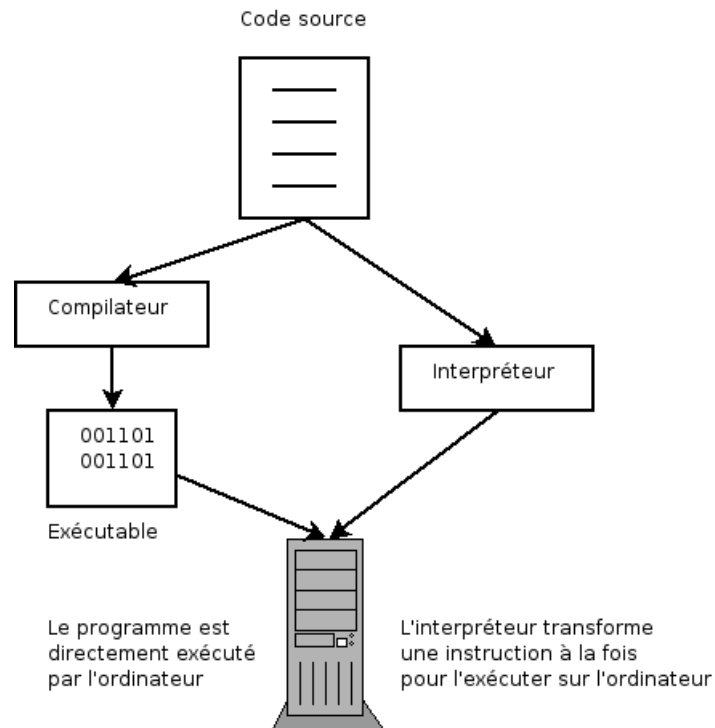 Code source
Compilateur
Interpréteur
001101
001101
Exécutable
Le programme est
directement exécuté
par l'ordinateur
L'interpréteur transforme
une instruction à la fois
pour l'exécuter sur l'ordinateur